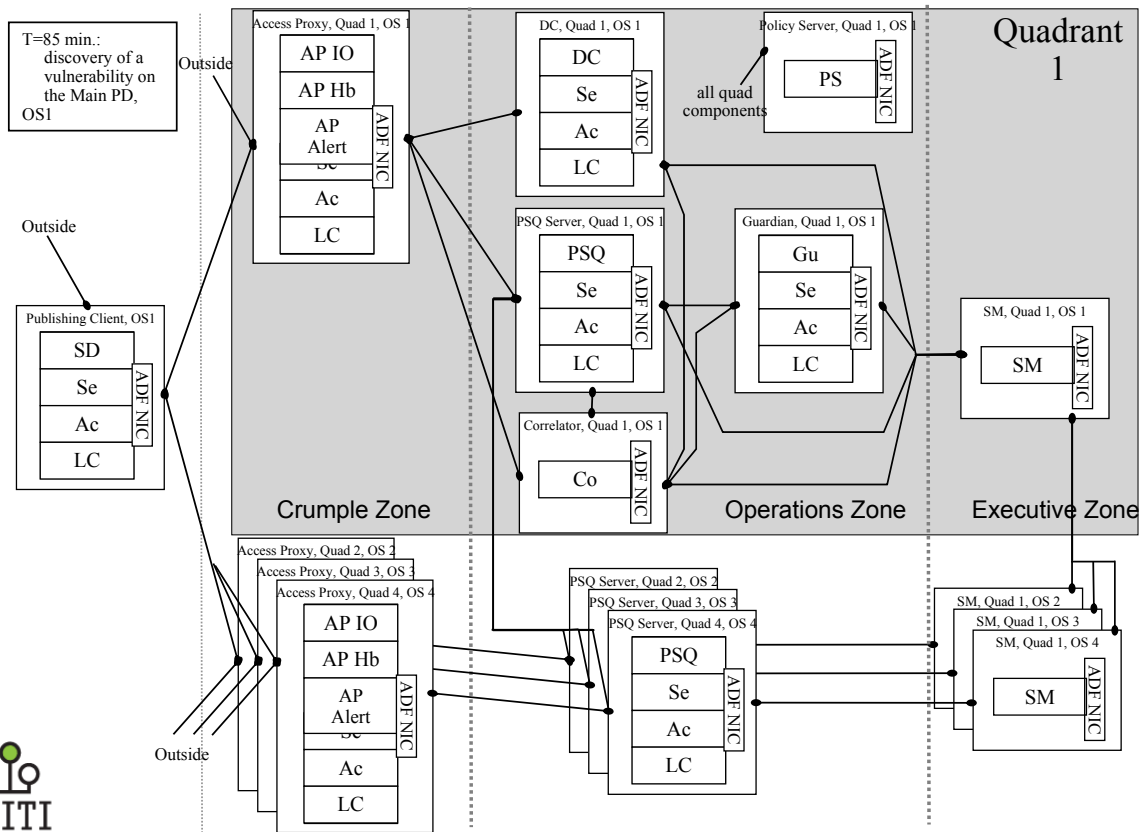 T=85 min.:
discovery of a
vulnerability on
the Main PD,
OS1
Outside
Access Proxy, Quad 1, OS 1
AP IO
AP Hb
AP
Alert
Se
Ac
LC
ADF NIC
DC, Quad 1, OS 1
DC
Se
Ac
LC
ADF NIC
Policy Server, Quad 1, OS 1
PS
ADF NIC
all quad
components
Quadrant
1
Outside
Publishing Client, OS1
SD
Se
Ac
LC
ADF NIC
PSQ Server, Quad 1, OS 1
PSQ
Se
Ac
LC
ADF NIC
Guardian, Quad 1, OS 1
Gu
Se
Ac
LC
ADF NIC
SM, Quad 1, OS 1
SM
ADF NIC
Correlator, Quad 1, OS 1
Co
ADF NIC
Crumple Zone
Operations Zone
Executive Zone
Access Proxy, Quad 2, OS 2
Access Proxy, Quad 3, OS 3
Access Proxy, Quad 4, OS 4
AP IO
AP Hb
AP
Alert
Se
Ac
LC
ADF NIC
Outside
PSQ Server, Quad 2, OS 2
PSQ Server, Quad 3, OS 3
PSQ Server, Quad 4, OS 4
PSQ
Se
Ac
LC
ADF NIC
SM, Quad 1, OS 2
SM, Quad 1, OS 3
SM, Quad 1, OS 4
SM
ADF NIC
ITI